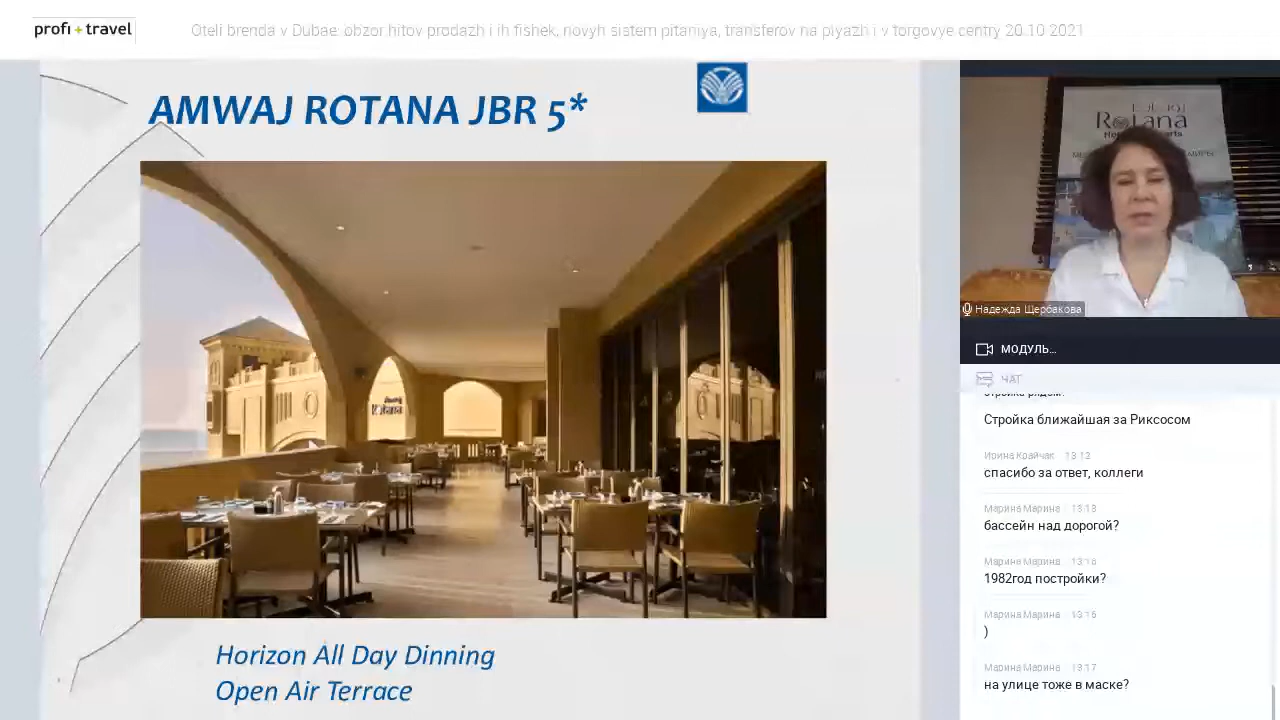 profi + travel
Oteli brenda v Dubae: obzor hitov prodazh i ih fishek, novyh sistem pitaniya, transferov na plyazh i v torgovye centry 20.10.2021
AMWAJ ROTANA JBR 5*
Rotana
Horizon All Day Dinning
Open Air Terrace
Rotana
Надежда Щербакова
МОДУЛЬ...
ЧАТ
Стройка ближайшая за Риксосом
Ирина Крайчак 13:12
спасибо за ответ, коллеги
Марина Марина 13:13
бассейн над дорогой?
Марина Марина 13:16
1982год постройки?
Марина Марина 13:16
)
Марина Марина 13:17
на улице тоже в маске?